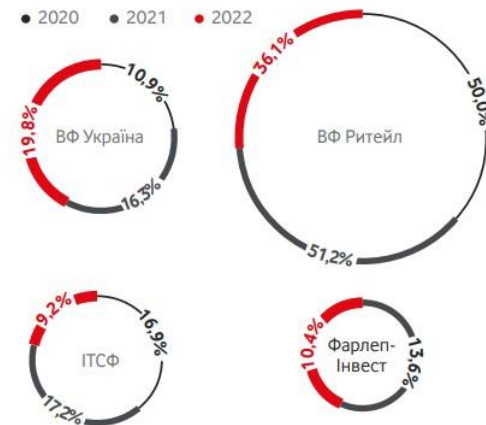 2020 2021 2022
10,9%
19,8%
ВФ Україна
16,3%
36,1%
50,0%
ВФ Ритейл
51,2%
9,2%
16,9%
ІТСФ
17,2%
10,4%
Фарлеп-
Інвест
13,6%